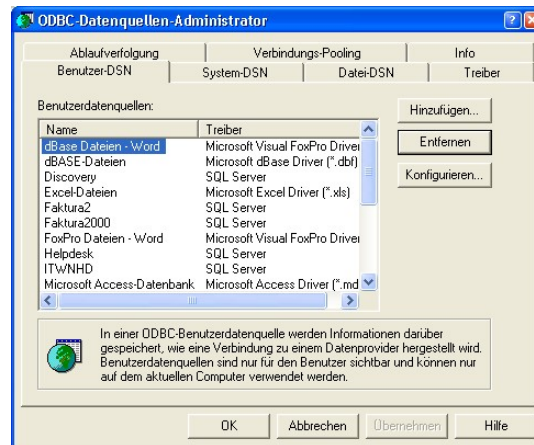 ODBC-Datenquellen-Administrator
Ablaufverfolgung Verbindungs-Pooling Info
Benutzer-DSN System-DSN Datei-DSN Treiber
Benutzerdatenquellen:
Name Treiber
dBase Dateien - Word Microsoft Visual FoxPro Driver
dBASE-Dateien Microsoft dBase Driver (*.dbf)
Discovery SQL Server
Excel-Dateien Microsoft Excel Driver (*.xls)
Faktura2 SQL Server
Faktura2000 SQL Server
FoxPro Dateien - Word Microsoft Visual FoxPro Driver
Helpdesk SQL Server
ITWNHD SQL Server
Microsoft Access-Datenbank Microsoft Access Driver (*.md
Hinzufügen...
Entfernen
Konfigurieren...
In einer ODBC-Benutzerdatenquelle werden Informationen darüber
gespeichert, wie eine Verbindung zu einem Datenprovider hergestellt wird.
Benutzerdatenquellen sind nur für den Benutzer sichtbar und können nur
auf dem aktuellen Computer verwendet werden.
OK Abbrechen Übernehmen Hilfe